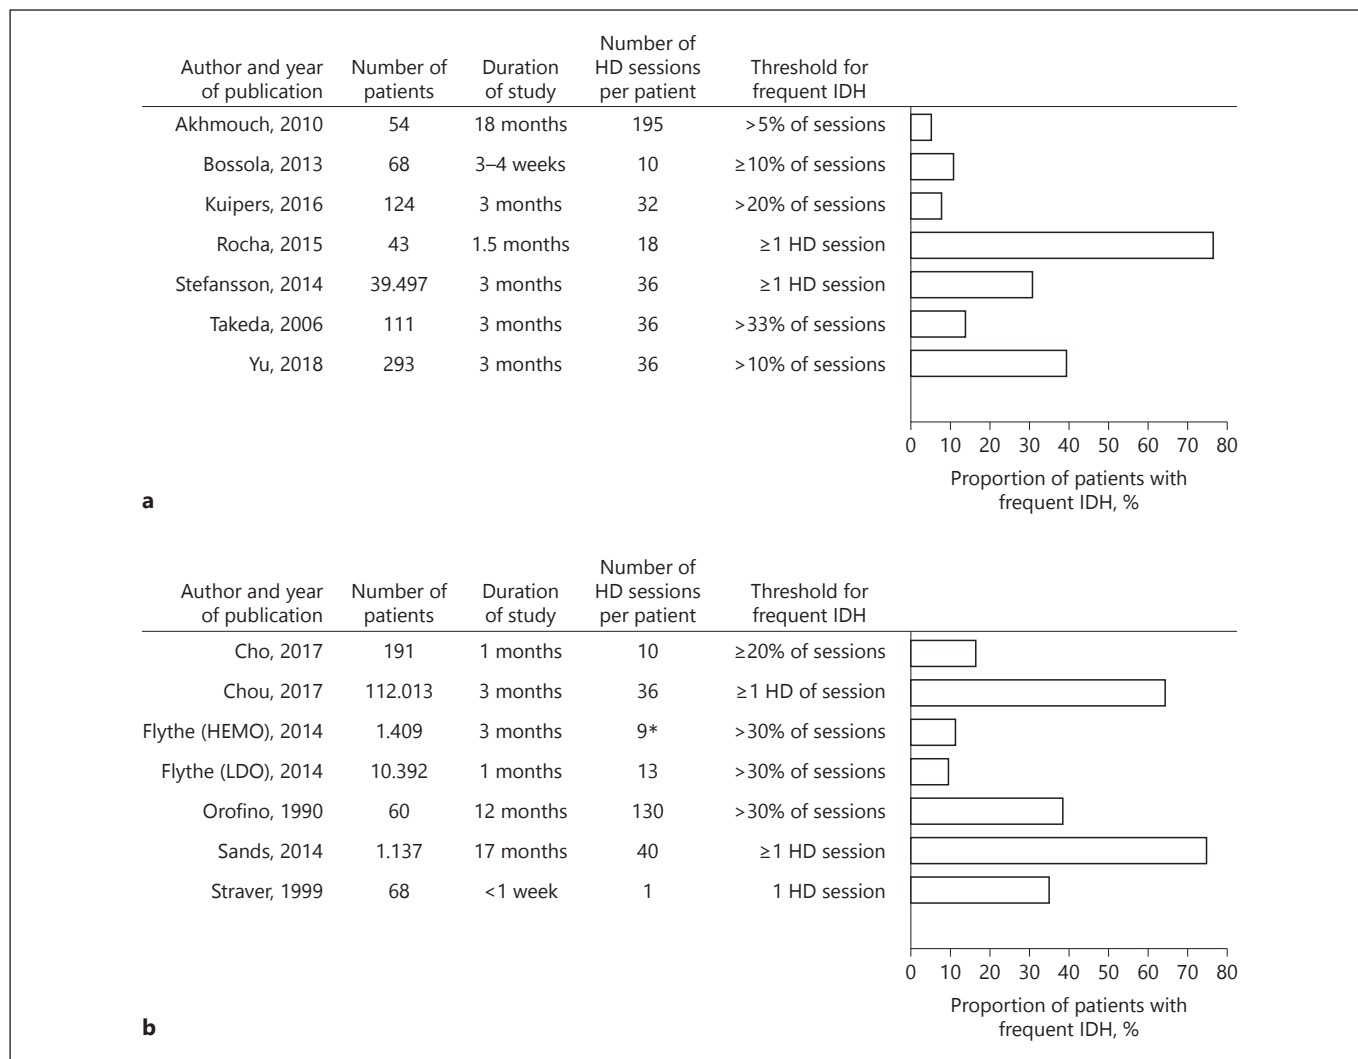 Author and year of publication Number of patients Duration of study Number of HD sessions per patient Threshold for frequent IDH
Akhmouch, 2010 54 18 months 195 >5% of sessions
Bossola, 2013 68 3–4 weeks 10 ≥10% of sessions
Kuipers, 2016 124 3 months 32 >20% of sessions
Rocha, 2015 43 1.5 months 18 ≥1 HD session
Stefansson, 2014 39.497 3 months 36 ≥1 HD session
Takeda, 2006 111 3 months 36 >33% of sessions
Yu, 2018 293 3 months 36 >10% of sessions
0 10 20 30 40 50 60 70 80
Proportion of patients with
frequent IDH, %
a
Author and year of publication Number of patients Duration of study Number of HD sessions per patient Threshold for frequent IDH
Cho, 2017 191 1 months 10 ≥20% of sessions
Chou, 2017 112.013 3 months 36 ≥1 HD of session
Flythe (HEMO), 2014 1.409 3 months 9* >30% of sessions
Flythe (LDO), 2014 10.392 1 months 13 >30% of sessions
Orofino, 1990 60 12 months 130 >30% of sessions
Sands, 2014 1.137 17 months 40 ≥1 HD session
Straver, 1999 68 <1 week 1 1 HD session
0 10 20 30 40 50 60 70 80
Proportion of patients with
frequent IDH, %
b